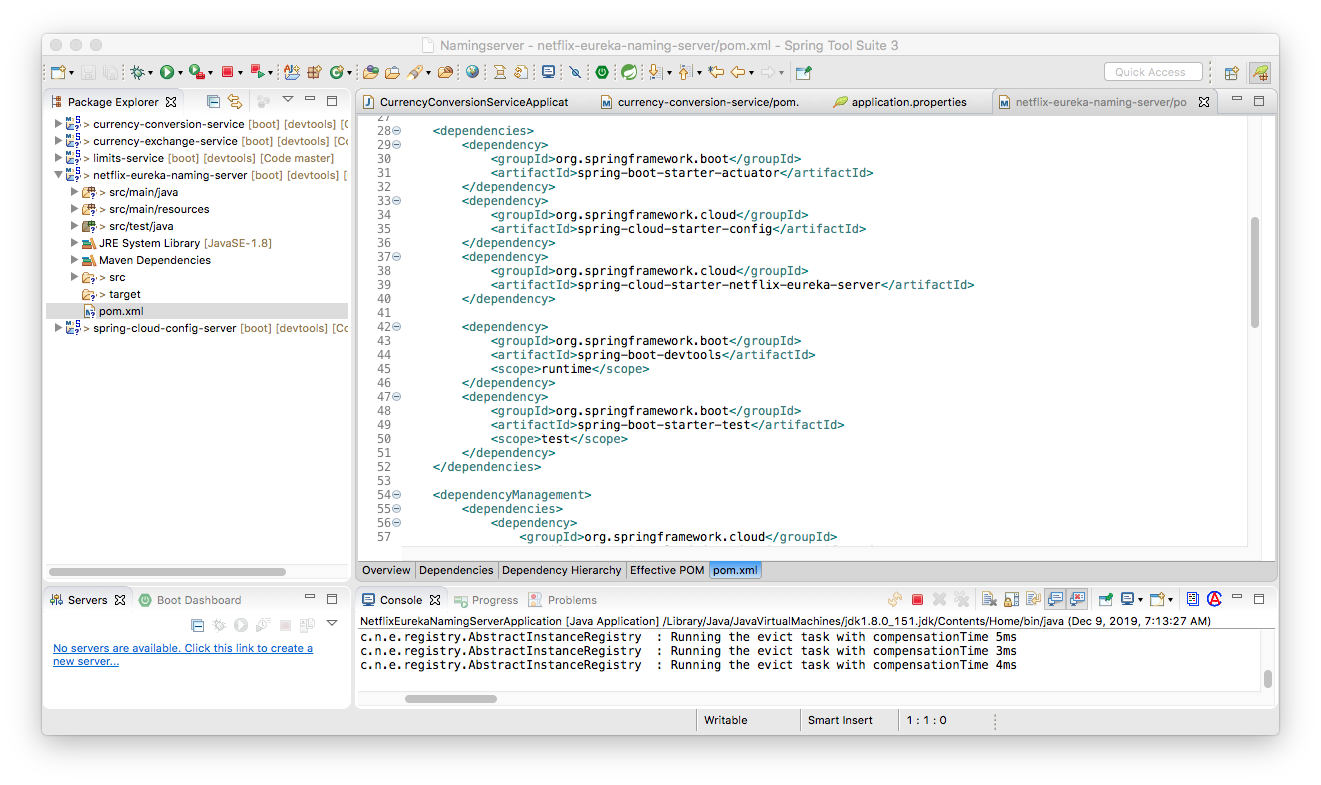 Namingserver - netflix-eureka-naming-server/pom.xml - Spring Tool Suite 3
Quick Access
Package Explorer
> currency-conversion-service [boot] [devtools] [C
> currency-exchange-service [boot] [devtools] [Co
> limits-service [boot] [devtools] [Code master]
> netflix-eureka-naming-server [boot] [devtools] [
> src/main/java
> src/main/resources
> src/test/java
JRE System Library [JavaSE-1.8]
Maven Dependencies
> src
> target
pom.xml
> spring-cloud-config-server [boot] [devtools] [Cc
CurrencyConversionServiceApplicat
currency-conversion-service/pom.
application.properties
netflix-eureka-naming-server/po
27
28 <dependencies>
29 <dependency>
30 <groupId>org.springframework.boot</groupId>
31 <artifactId>spring-boot-starter-actuator</artifactId>
32 </dependency>
33 <dependency>
34 <groupId>org.springframework.cloud</groupId>
35 <artifactId>spring-cloud-starter-config</artifactId>
36 </dependency>
37 <dependency>
38 <groupId>org.springframework.cloud</groupId>
39 <artifactId>spring-cloud-starter-netflix-eureka-server</artifactId>
40 </dependency>
41
42 <dependency>
43 <groupId>org.springframework.boot</groupId>
44 <artifactId>spring-boot-devtools</artifactId>
45 <scope>runtime</scope>
46 </dependency>
47 <dependency>
48 <groupId>org.springframework.boot</groupId>
49 <artifactId>spring-boot-starter-test</artifactId>
50 <scope>test</scope>
51 </dependency>
52 </dependencies>
53
54 <dependencyManagement>
55 <dependencies>
56 <dependency>
57 <groupId>org.springframework.cloud</groupId>
Overview Dependencies Dependency Hierarchy Effective POM pom.xml
Servers Boot Dashboard
No servers are available. Click this link to create a
new server...
Console Progress Problems
NetflixEurekaNamingServerApplication [Java Application] /Library/Java/JavaVirtualMachines/jdk1.8.0_151.jdk/Contents/Home/bin/java (Dec 9, 2019, 7:13:27 AM)
c.n.e.registry.AbstractInstanceRegistry : Running the evict task with compensationTime 5ms
c.n.e.registry.AbstractInstanceRegistry : Running the evict task with compensationTime 3ms
c.n.e.registry.AbstractInstanceRegistry : Running the evict task with compensationTime 4ms
Writable Smart Insert 1 : 1 : 0